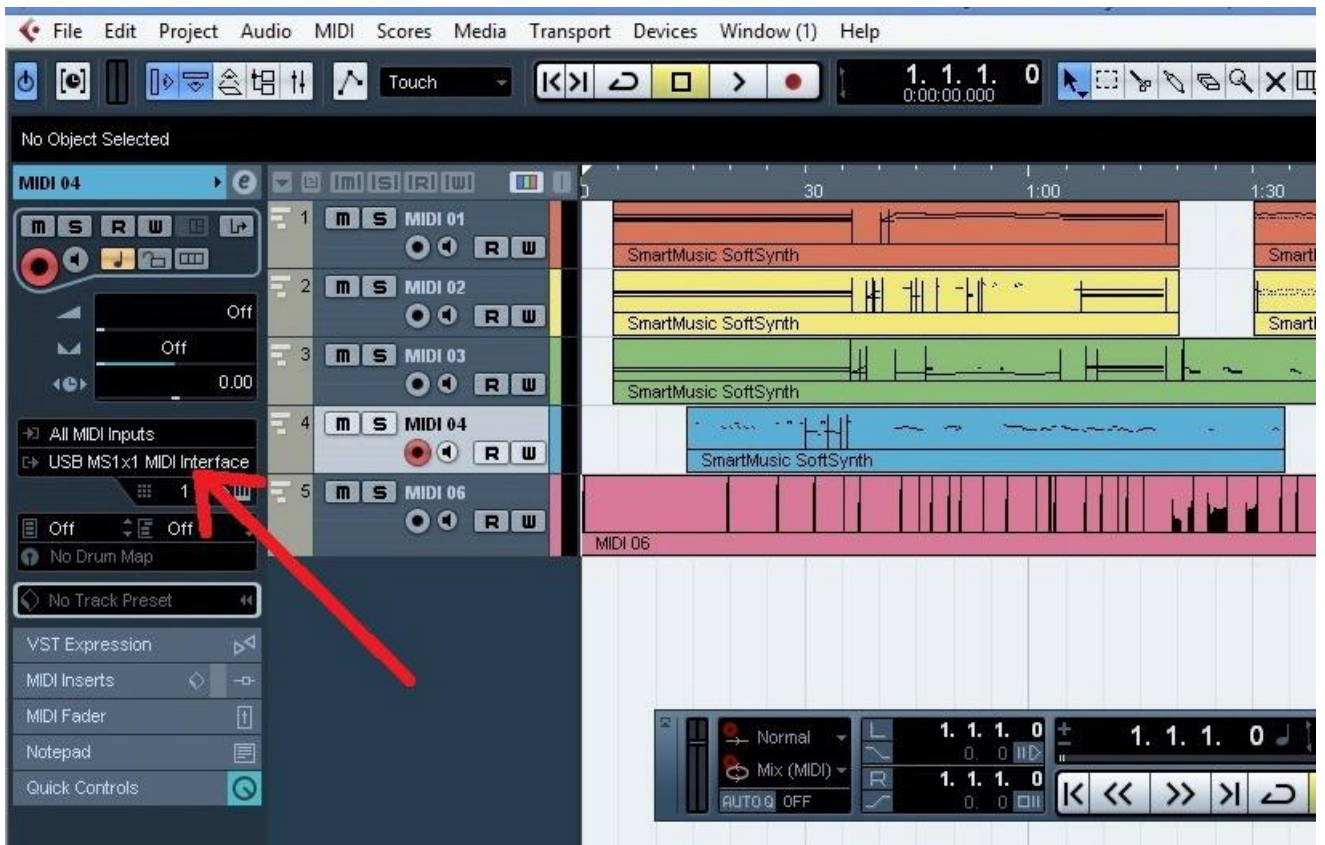 File Edit Project Audio MIDI Scores Media Transport Devices Window (1) Help
Touch
1. 1. 1. 0
0:00:00.000
No Object Selected
MIDI 04
m S R W
Off
Off
0.00
All MIDI Inputs
USB MS1x1 MIDI Interface
1
Off Off
No Drum Map
No Track Preset
VST Expression
MIDI Inserts
MIDI Fader
Notepad
Quick Controls
m S R W
30 1:00 1:30
1 m S MIDI 01
R W
SmartMusic SoftSynth
2 m S MIDI 02
R W
SmartMusic SoftSynth
3 m S MIDI 03
R W
SmartMusic SoftSynth
4 m S MIDI 04
R W
SmartMusic SoftSynth
5 m S MIDI 06
R W
MIDI 06
Normal
Mix (MIDI)
AUTO Q OFF
L 1. 1. 1. 0
0. 0
R 1. 1. 1. 0
0. 0
1. 1. 1. 0